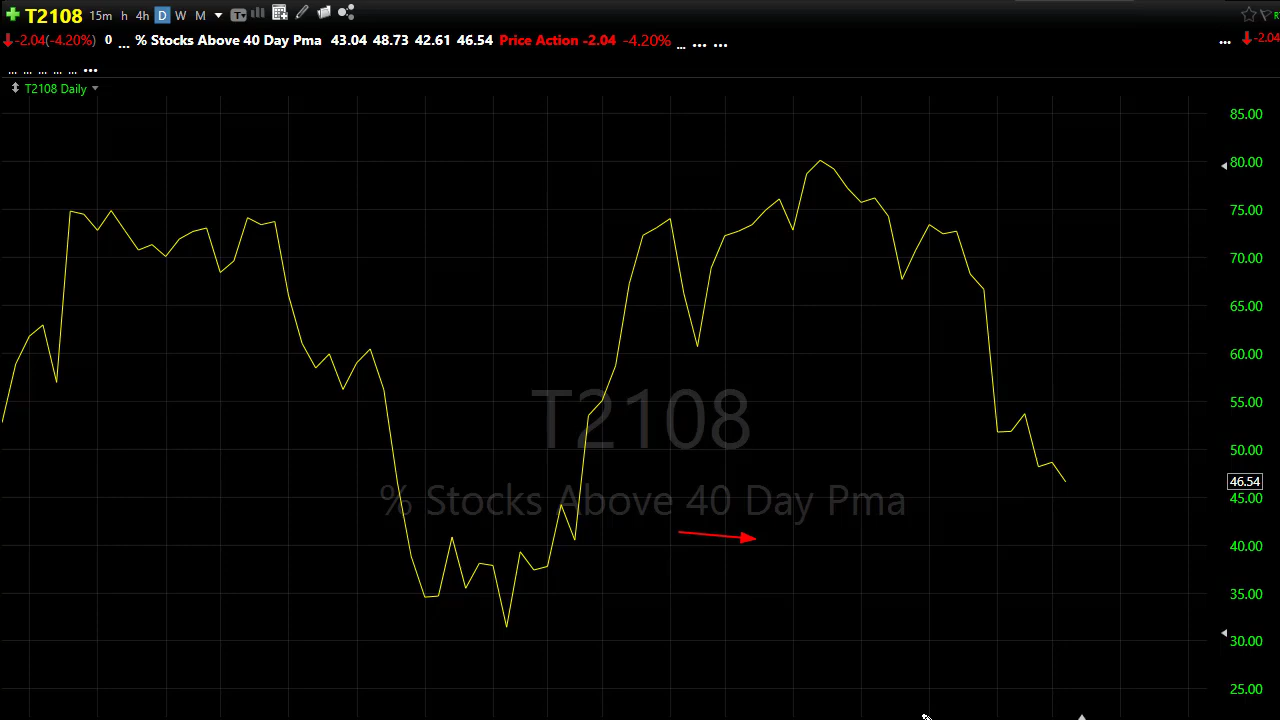 T2108 15m h 4h D W M T
-2.04(-4.20%) 0 ... % Stocks Above 40 Day Pma 43.04 48.73 42.61 46.54 Price Action -2.04 -4.20% ... ... ... ... -2.04
... ... ... ... ... ...
T2108 Daily
85.00
80.00
75.00
70.00
65.00
60.00
55.00
T2108
50.00
46.54
45.00
% Stocks Above 40 Day Pma
40.00
35.00
30.00
25.00